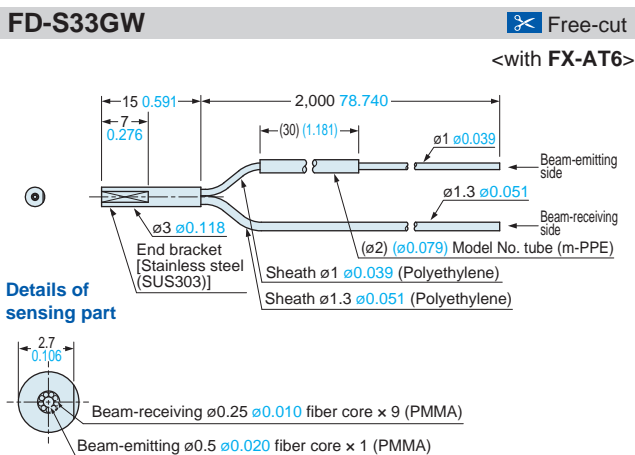 FD-S33GW
Free-cut
<with FX-AT6>
15 0.591
2,000 78.740
7
0.276
(30) (1.181)
ø1 ø0.039
Beam-emitting
side
ø1.3 ø0.051
Beam-receiving
side
ø3 ø0.118
End bracket
[Stainless steel
(SUS303)]
(ø2) (ø0.079) Model No. tube (m-PPE)
Sheath ø1 ø0.039 (Polyethylene)
Sheath ø1.3 ø0.051 (Polyethylene)
Details of
sensing part
2.7
0.106
Beam-receiving ø0.25 ø0.010 fiber core × 9 (PMMA)
Beam-emitting ø0.5 ø0.020 fiber core × 1 (PMMA)